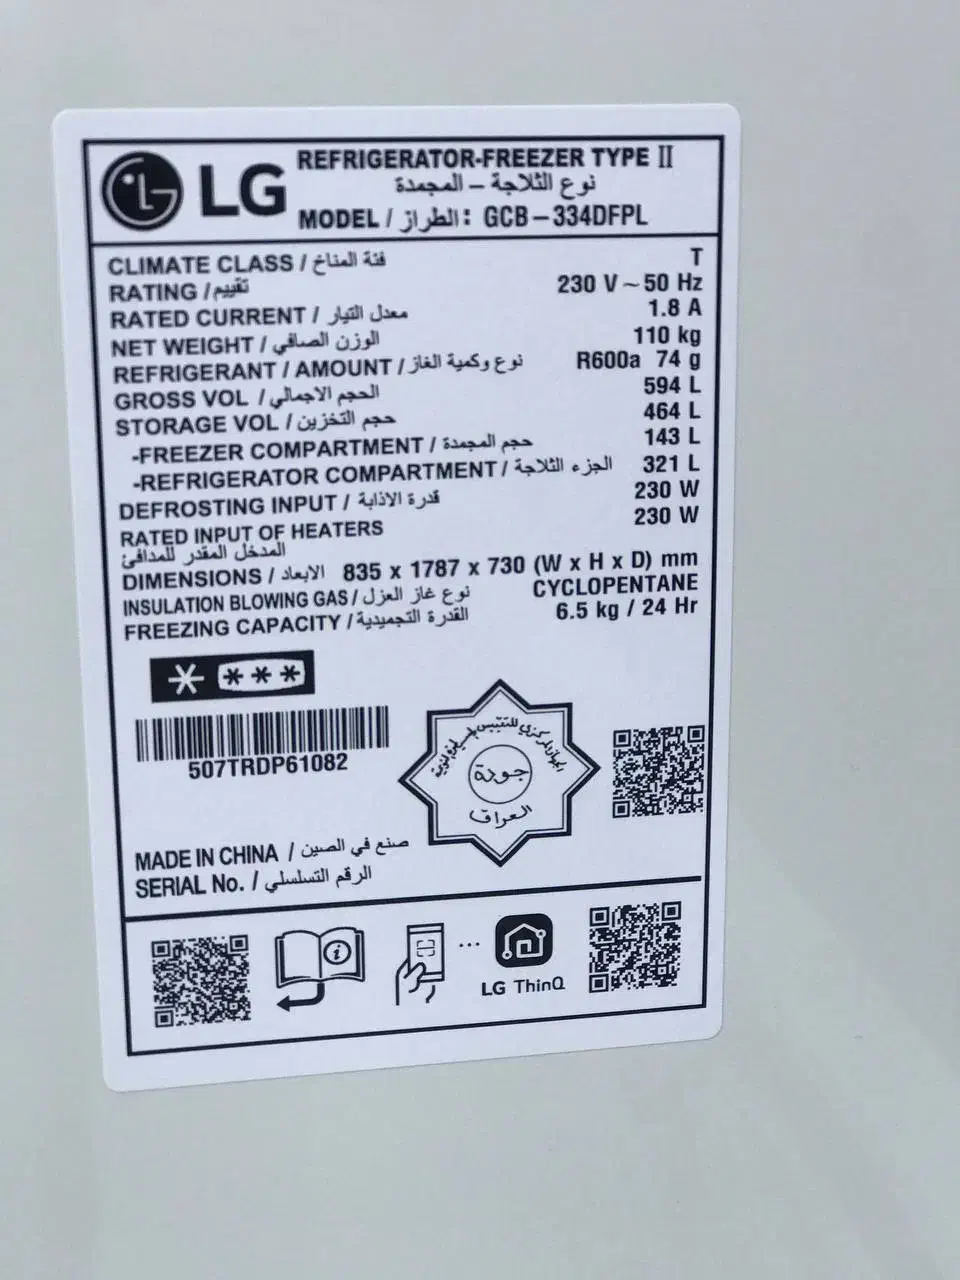 LG
REFRIGERATOR-FREEZER TYPE II
نوع الثلاجة – المجمدة
MODEL / الطراز : GCB-334DFPL
CLIMATE CLASS / فئة المناخ T
RATING / تقييم 230 V ~ 50 Hz
RATED CURRENT / معدل التيار 1.8 A
NET WEIGHT / الوزن الصافي 110 kg
REFRIGERANT / AMOUNT / نوع وكمية الغاز R600a 74 g
GROSS VOL / الحجم الاجمالي 594 L
STORAGE VOL / حجم التخزين 464 L
-FREEZER COMPARTMENT / حجم المجمدة 143 L
-REFRIGERATOR COMPARTMENT / الجزء الثلاجة 321 L
DEFROSTING INPUT / قدرة الاذابة 230 W
RATED INPUT OF HEATERS 230 W
المدخل المقدر للمدافئ
DIMENSIONS / الابعاد 835 x 1787 x 730 (W x H x D) mm
INSULATION BLOWING GAS / نوع غاز العزل CYCLOPENTANE
FREEZING CAPACITY / القدرة التجميدية 6.5 kg / 24 Hr
507TRDP61082
الجهاز المركزي للتقييس والسيطرة النوعية
جودة
العراق
MADE IN CHINA / صنع في الصين
SERIAL No. / الرقم التسلسلي
LG ThinQ